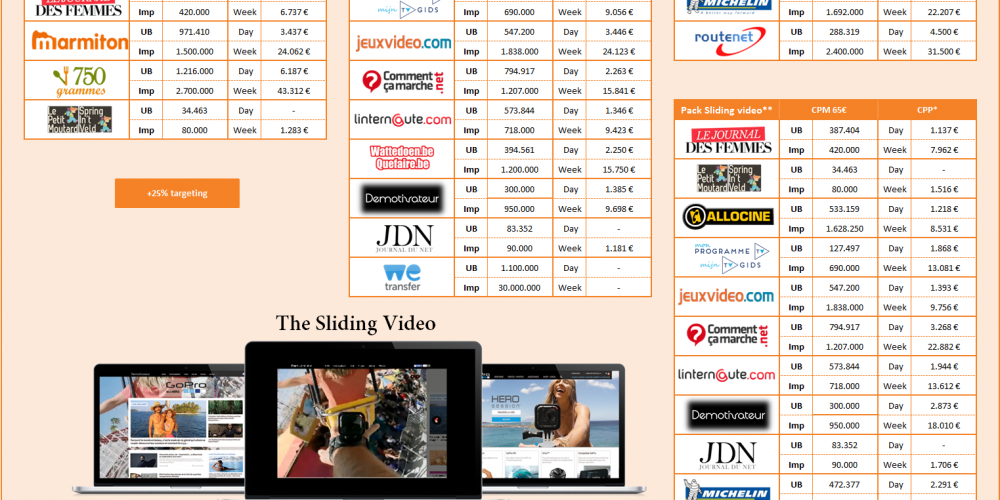 LE JOURNAL
DES FEMMES
Imp 420.000 Week 6.737 €
marmiton
UB 971.410 Day 3.437 €
Imp 1.500.000 Week 24.062 €
750
grammes
UB 1.216.000 Day 6.187 €
Imp 2.700.000 Week 43.312 €
Le Petit Moutard
Spring In't Veld
UB 34.463 Day -
Imp 80.000 Week 1.283 €
+25% targeting
mijn TV GIDS
Imp 690.000 Week 9.056 €
jeuxvideo.com
UB 547.200 Day 3.446 €
Imp 1.838.000 Week 24.123 €
Comment
ça marche .net
UB 794.917 Day 2.263 €
Imp 1.207.000 Week 15.841 €
linternaute.com
UB 573.844 Day 1.346 €
Imp 718.000 Week 9.423 €
Wattedoen.be
Quefaire.be
UB 394.561 Day 2.250 €
Imp 1.200.000 Week 15.750 €
Demotivateur
UB 300.000 Day 1.385 €
Imp 950.000 Week 9.698 €
JDN
JOURNAL DU NET
UB 83.352 Day -
Imp 90.000 Week 1.181 €
we
transfer
UB 1.100.000 Day -
Imp 30.000.000 Week -
The Sliding Video
GoPro
HERO
session
MICHELIN
Imp 1.692.000 Week 22.207 €
routenet
UB 288.319 Day 4.500 €
Imp 2.400.000 Week 31.500 €
Pack Sliding video** CPM 65€ CPP*
LE JOURNAL
DES FEMMES
UB 387.404 Day 1.137 €
Imp 420.000 Week 7.962 €
Le Petit Moutard
Spring In't Veld
UB 34.463 Day -
Imp 80.000 Week 1.516 €
ALLOCINE
UB 533.159 Day 1.218 €
Imp 1.628.250 Week 8.531 €
mon
PROGRAMME TV
mijn TV GIDS
UB 127.497 Day 1.868 €
Imp 690.000 Week 13.081 €
jeuxvideo.com
UB 547.200 Day 1.393 €
Imp 1.838.000 Week 9.756 €
Comment
ça marche .net
UB 794.917 Day 3.268 €
Imp 1.207.000 Week 22.882 €
linternaute.com
UB 573.844 Day 1.944 €
Imp 718.000 Week 13.612 €
Demotivateur
UB 300.000 Day 2.873 €
Imp 950.000 Week 18.010 €
JDN
JOURNAL DU NET
UB 83.352 Day -
Imp 90.000 Week 1.706 €
MICHELIN
UB 472.377 Day 2.291 €